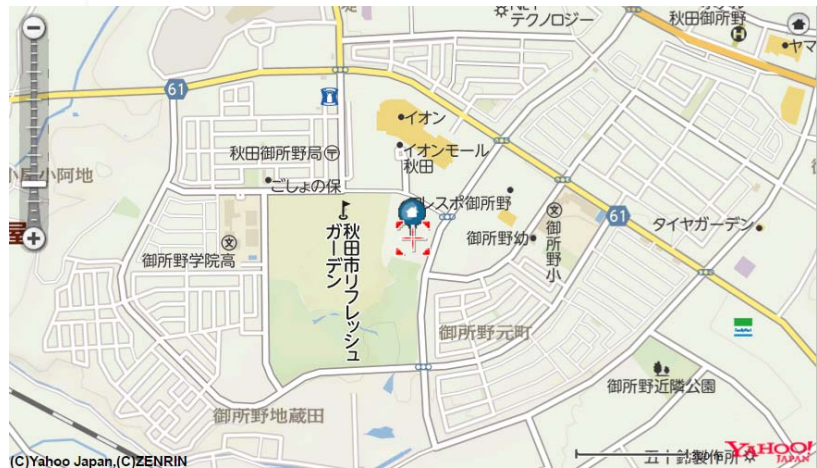 テクノロジー
秋田御所野
ヤマ
61
イオン
イオンモール
秋田
秋田御所野局
小阿地
ごしょの保
レスポ御所野
61
タイヤガーデン
御所野学院高
秋田市リフレッシュ
ガーデン
御所野幼
御所野小
御所野元町
御所野近隣公園
御所野地蔵田
(C)Yahoo Japan,(C)ZENRIN
YAHOO!
JAPAN